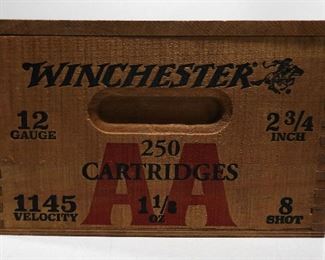 WINCHESTER
12 GAUGE
2 3/4 INCH
250 CARTRIDGES
AA
1145 VELOCITY
1 1/8 OZ
8 SHOT